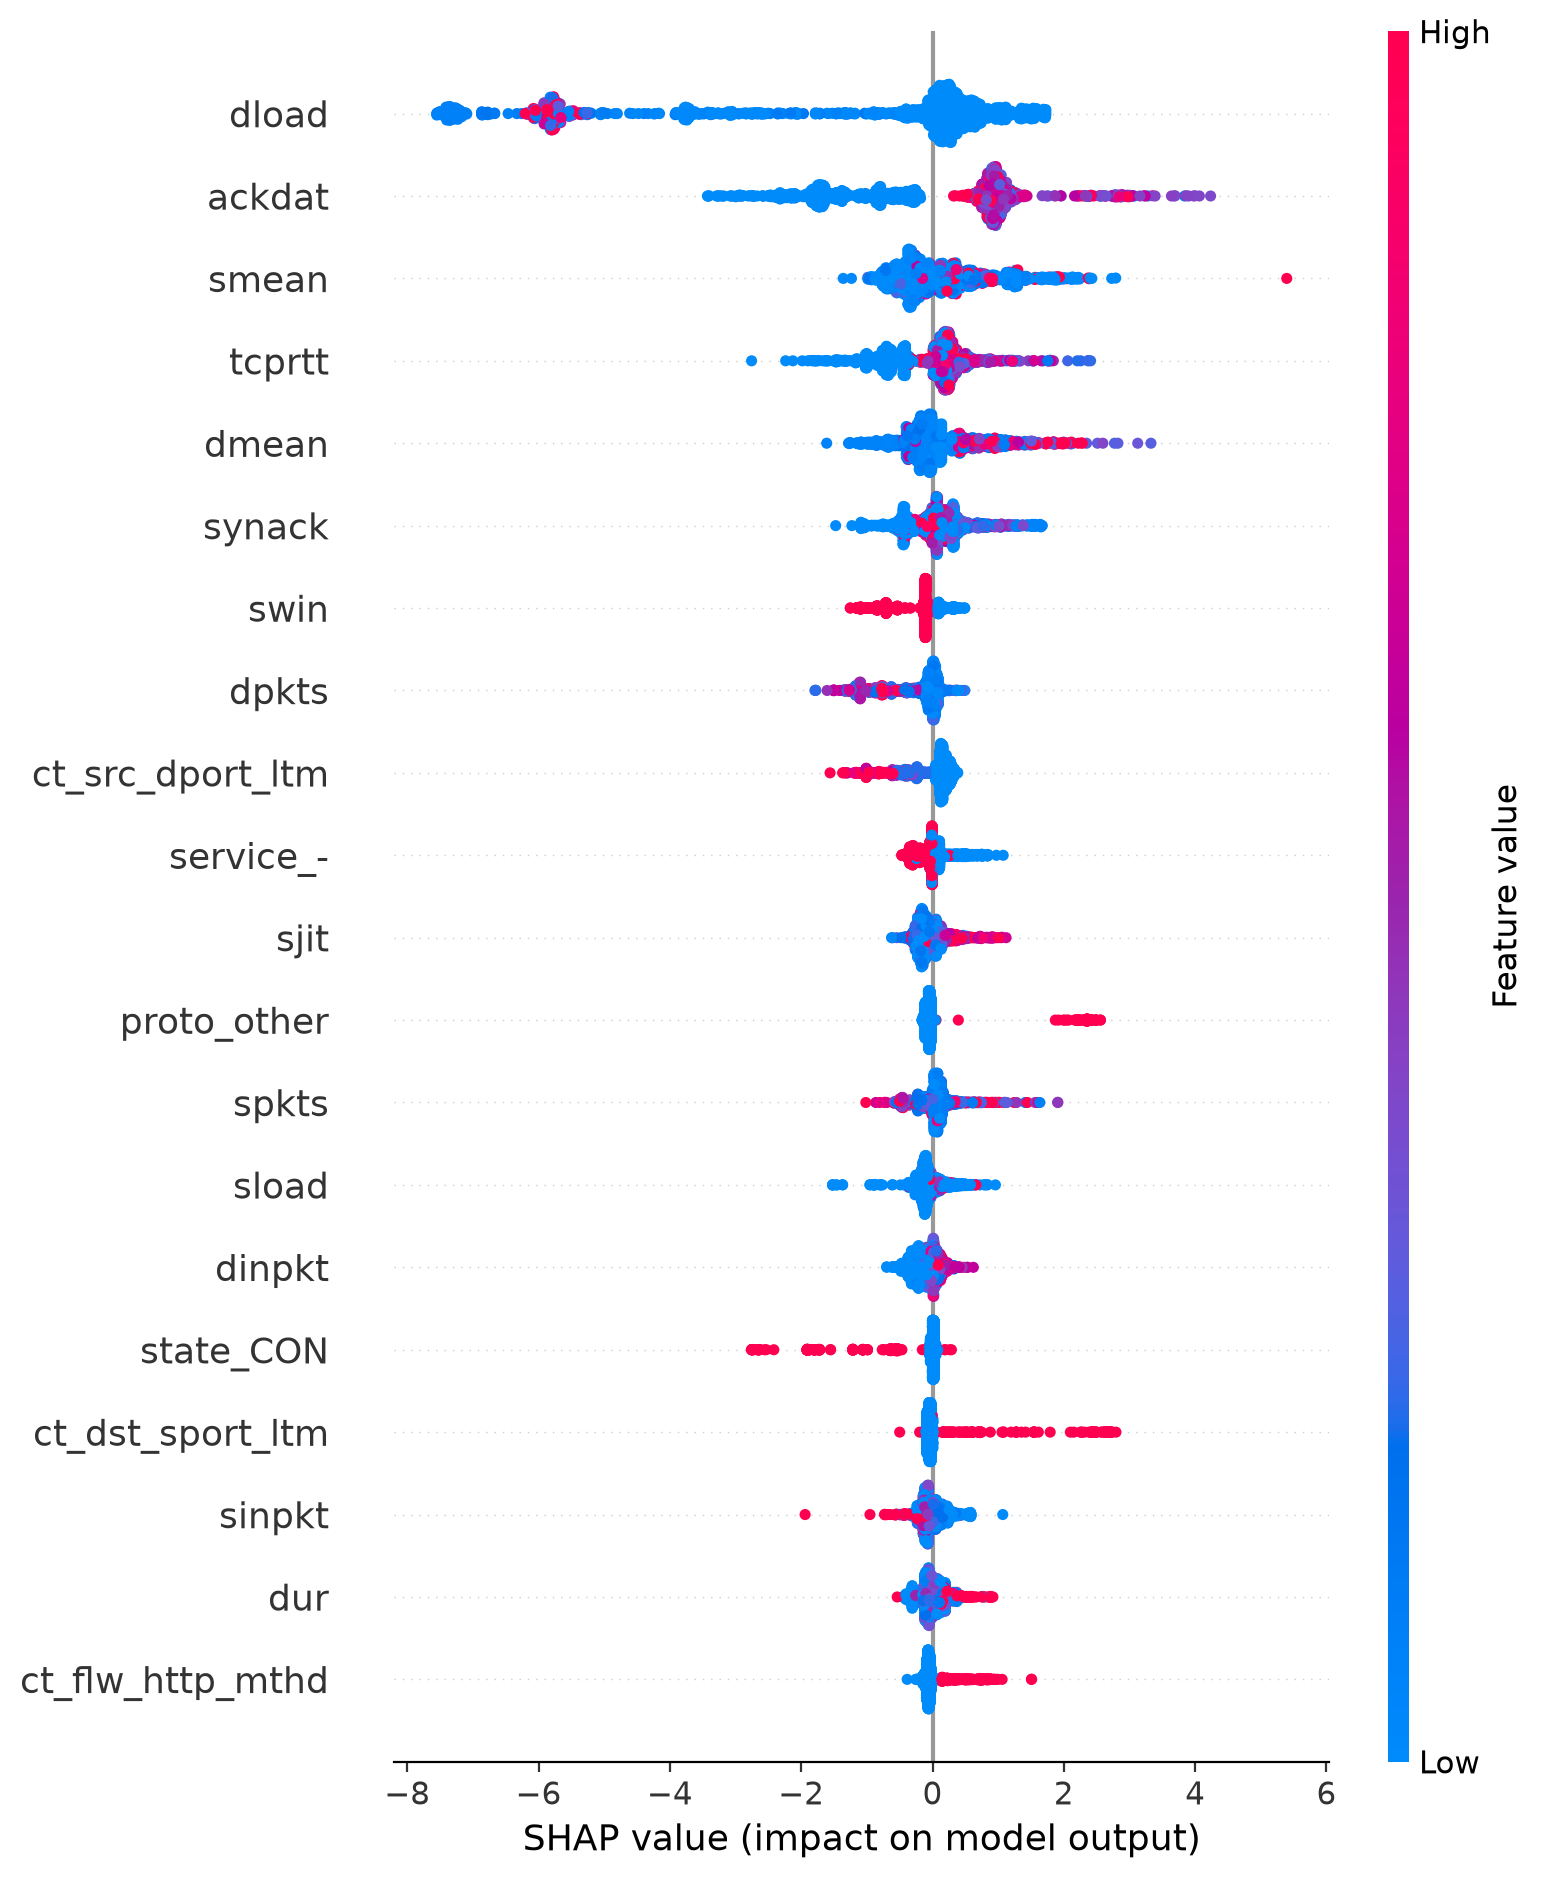 High
dload
ackdat
smean
tcprtt
dmean
synack
swin
dpkts
ct_src_dport_ltm
service_-
sjit
proto_other
spkts
sload
dinpkt
state_CON
ct_dst_sport_ltm
sinpkt
dur
ct_flw_http_mthd
Feature value
Low
−8 −6 −4 −2 0 2 4 6
SHAP value (impact on model output)